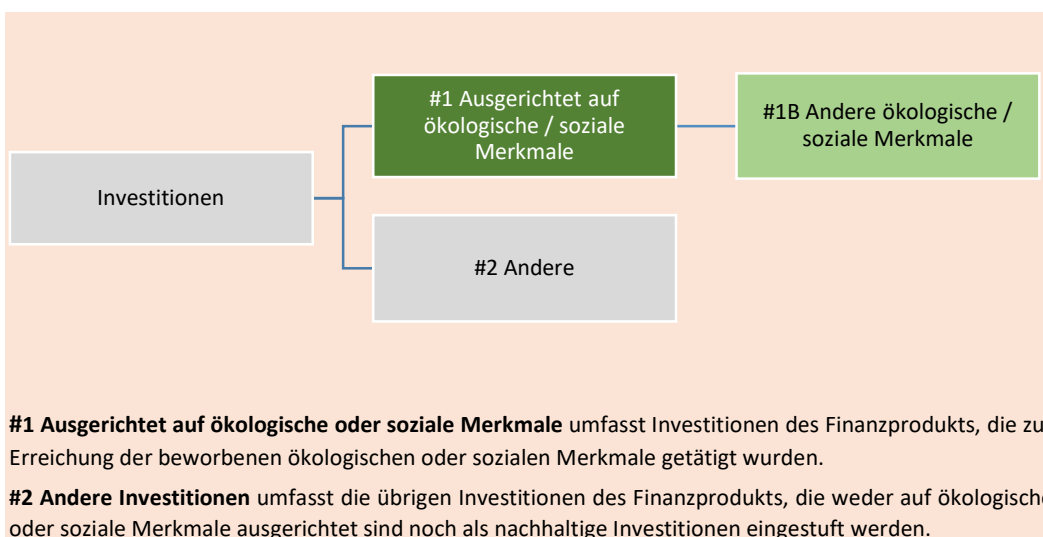 #1 Ausgerichtet auf
ökologische / soziale
Merkmale
#1B Andere ökologische /
soziale Merkmale
Investitionen
#2 Andere
#1 Ausgerichtet auf ökologische oder soziale Merkmale umfasst Investitionen des Finanzprodukts, die zu
Erreichung der beworbenen ökologischen oder sozialen Merkmale getätigt wurden.
#2 Andere Investitionen umfasst die übrigen Investitionen des Finanzprodukts, die weder auf ökologische
oder soziale Merkmale ausgerichtet sind noch als nachhaltige Investitionen eingestuft werden.